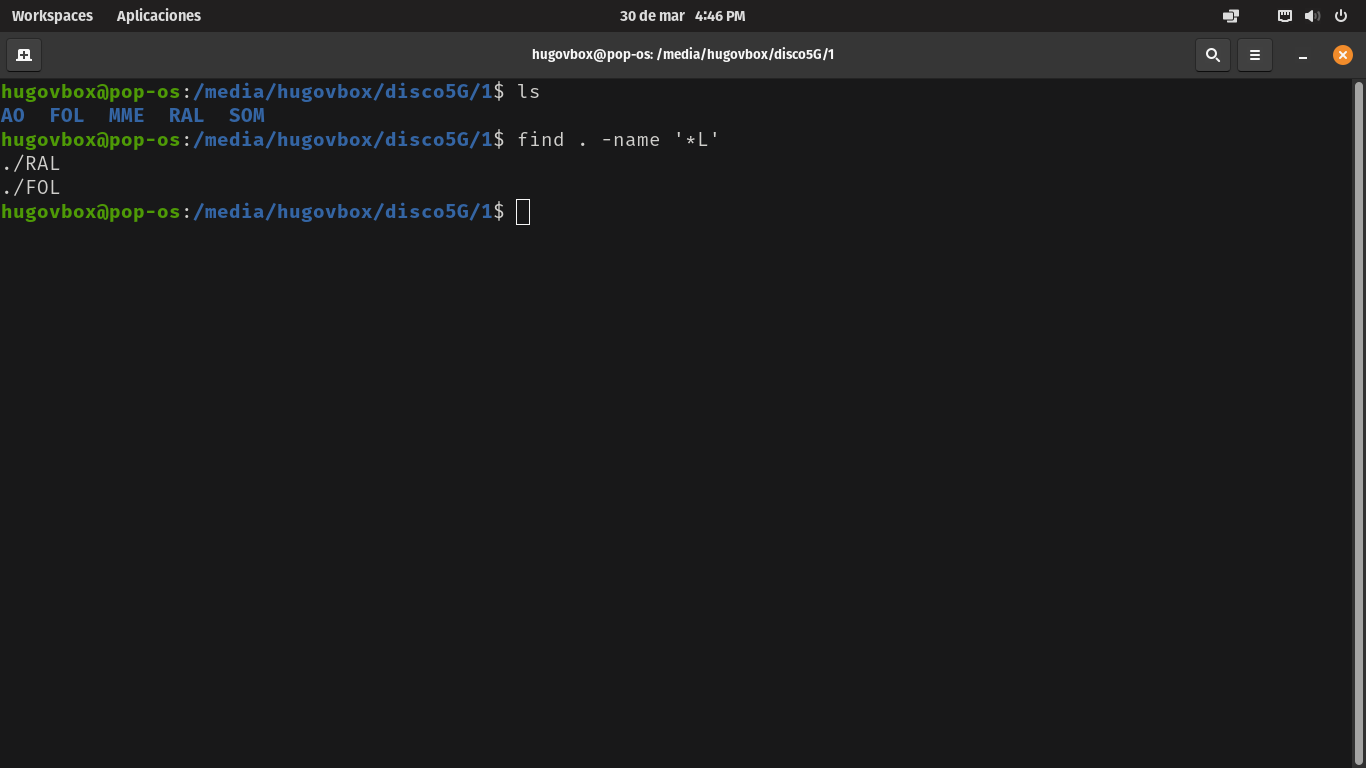 Workspaces Aplicaciones 30 de mar 4:46 PM
hugovbox@pop-os: /media/hugovbox/disco5G/1
hugovbox@pop-os:/media/hugovbox/disco5G/1$ ls
AO  FOL  MME  RAL  SOM
hugovbox@pop-os:/media/hugovbox/disco5G/1$ find . -name '*L'
./RAL
./FOL
hugovbox@pop-os:/media/hugovbox/disco5G/1$